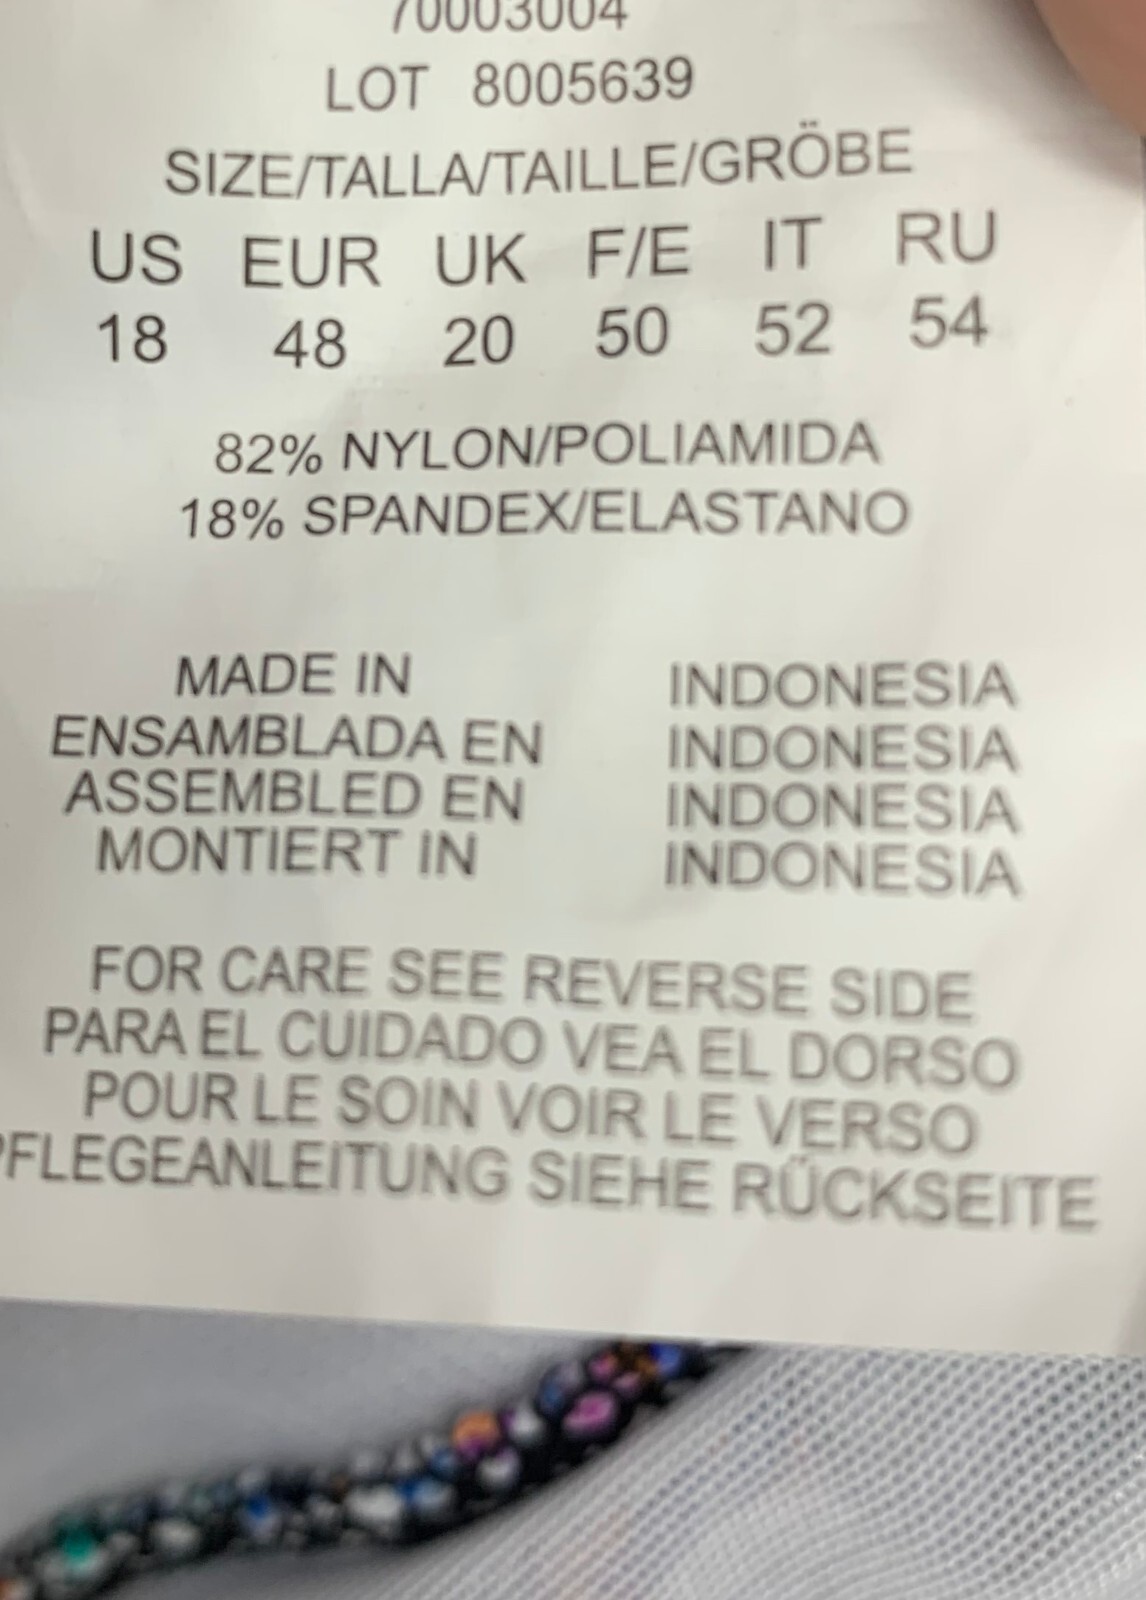 70003004
LOT 8005639
SIZE/TALLA/TAILLE/GRÖBE
US EUR UK F/E IT RU
18 48 20 50 52 54
82% NYLON/POLIAMIDA
18% SPANDEX/ELASTANO
MADE IN INDONESIA
ENSAMBLADA EN INDONESIA
ASSEMBLED EN INDONESIA
MONTIERT IN INDONESIA
FOR CARE SEE REVERSE SIDE
PARA EL CUIDADO VEA EL DORSO
POUR LE SOIN VOIR LE VERSO
PFLEGEANLEITUNG SIEHE RÜCKSEITE